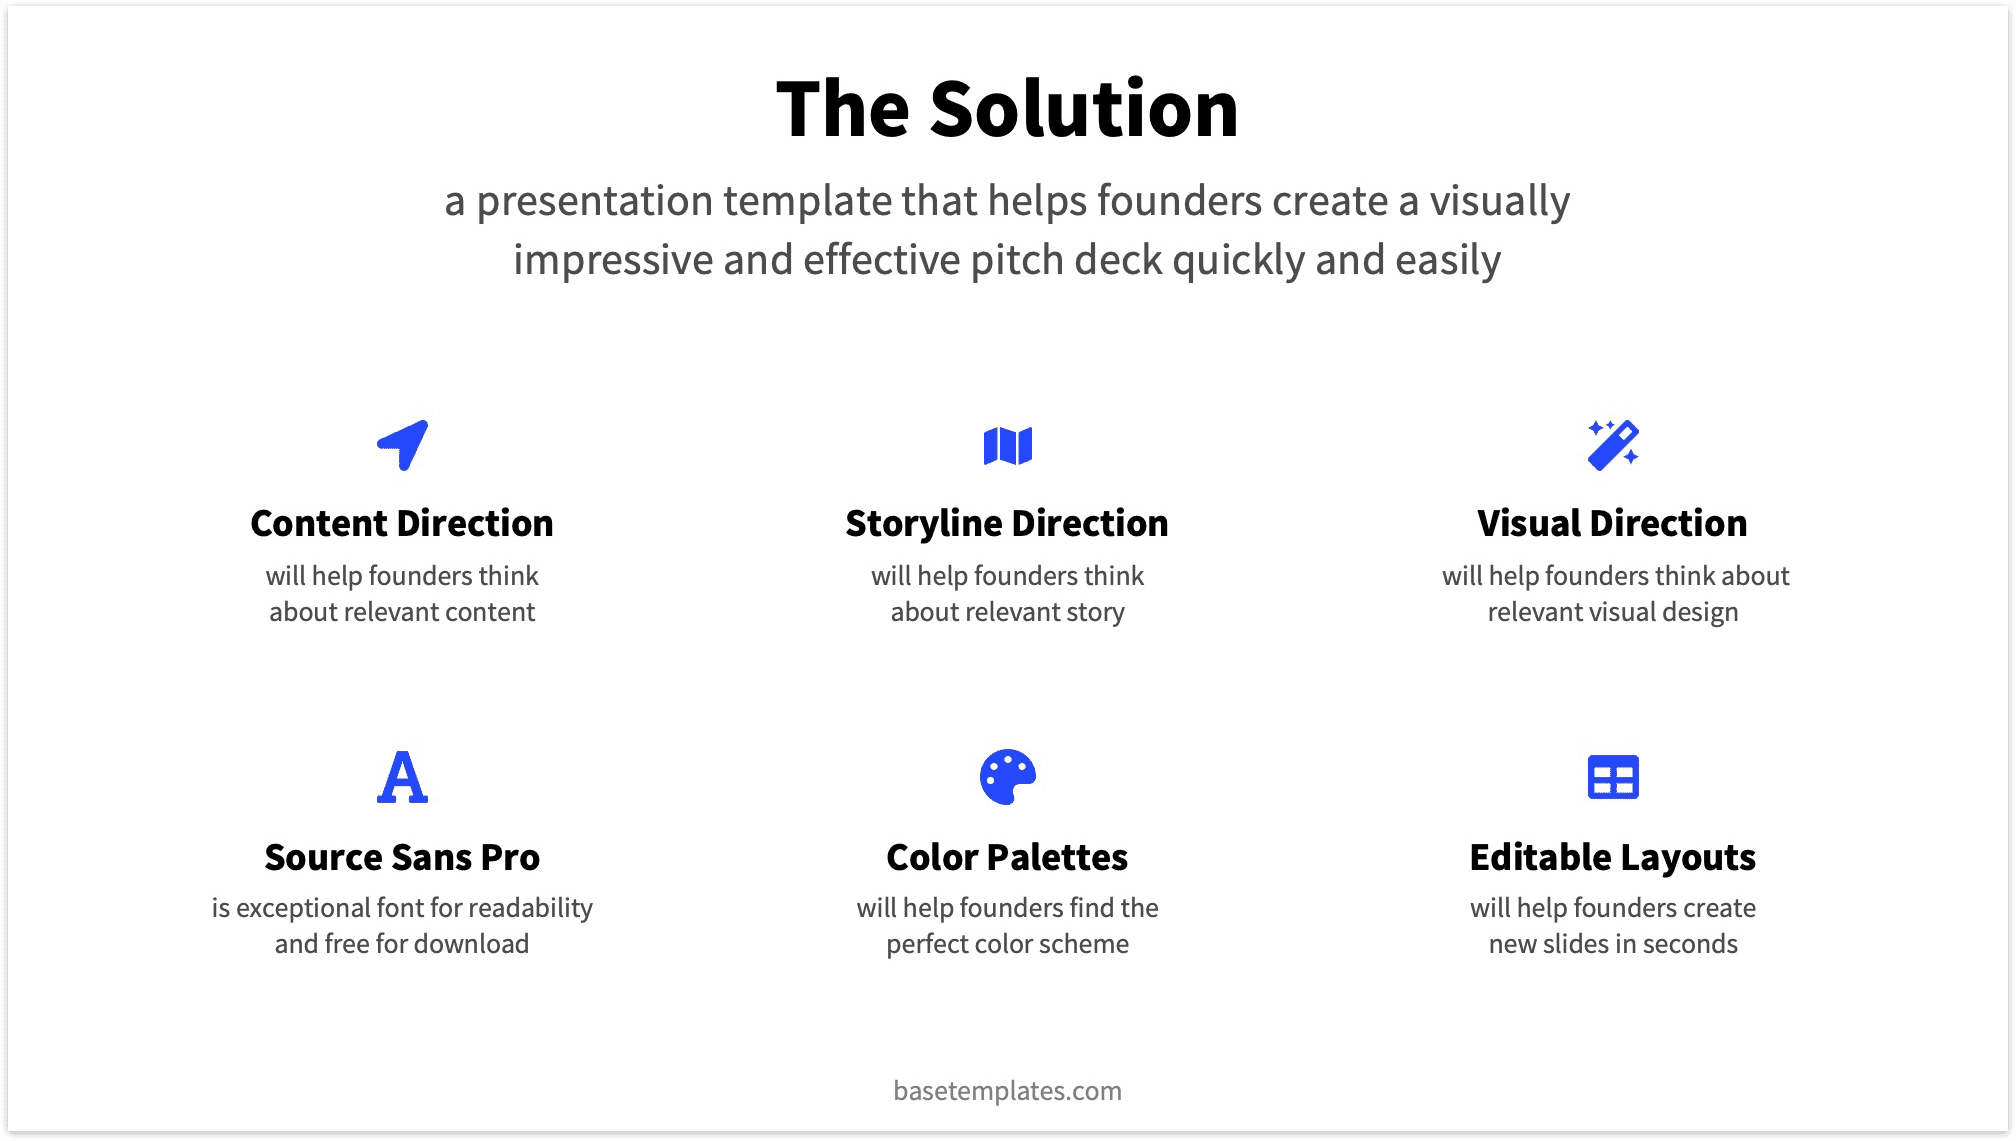 The Solution
a presentation template that helps founders create a visually
impressive and effective pitch deck quickly and easily
Content Direction
will help founders think
about relevant content
Storyline Direction
will help founders think
about relevant story
Visual Direction
will help founders think about
relevant visual design
Source Sans Pro
is exceptional font for readability
and free for download
Color Palettes
will help founders find the
perfect color scheme
Editable Layouts
will help founders create
new slides in seconds
basetemplates.com